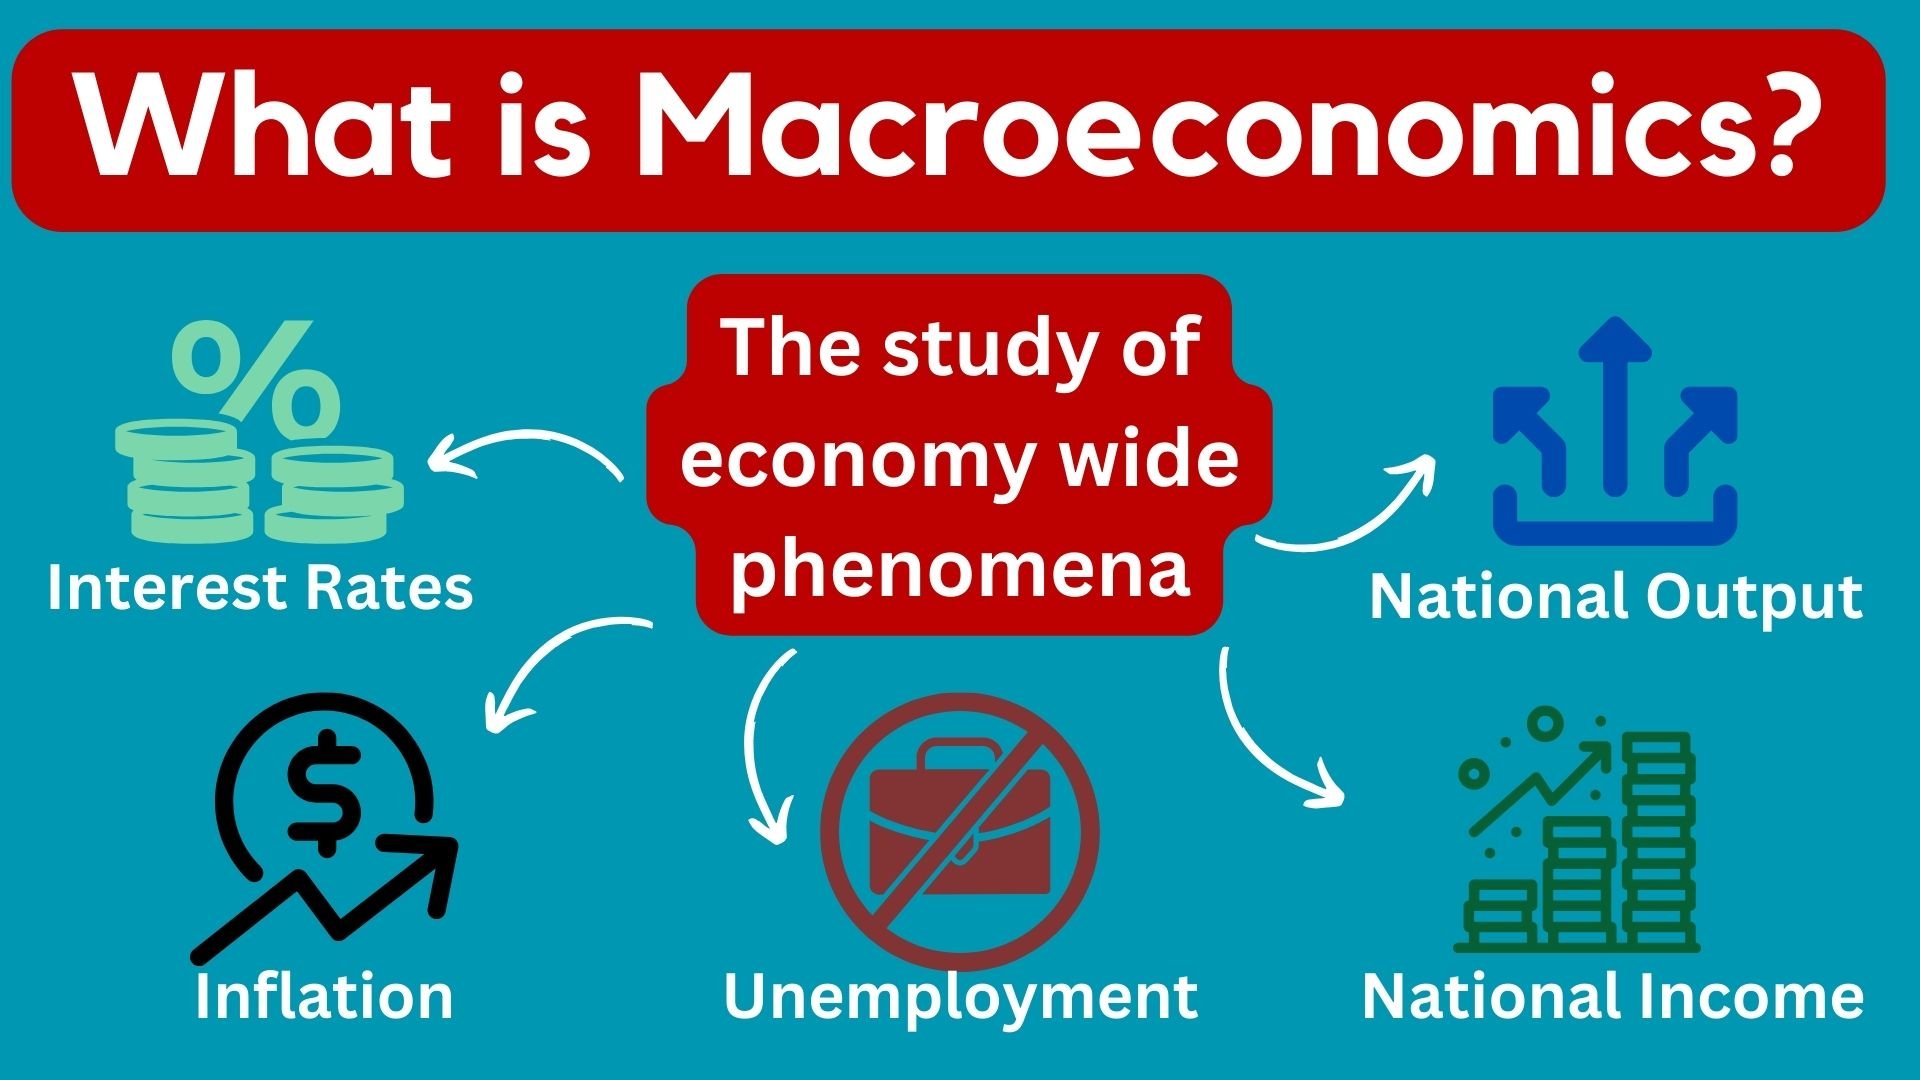 What is Macroeconomics?
The study of
economy wide
phenomena
Interest Rates
National Output
Inflation
Unemployment
National Income